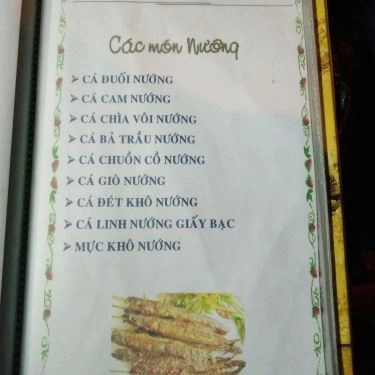 Các món Nướng
➢ CÁ ĐUỐI NƯỚNG
➢ CÁ CAM NƯỚNG
➢ CÁ CHÌA VÔI NƯỚNG
➢ CÁ BẢ TRẦU NƯỚNG
➢ CÁ CHUỒN CỒ NƯỚNG
➢ CÁ GIÒ NƯỚNG
➢ CÁ ĐÉT KHÔ NƯỚNG
➢ CÁ LINH NƯỚNG GIẤY BẠC
➢ MỰC KHÔ NƯỚNG